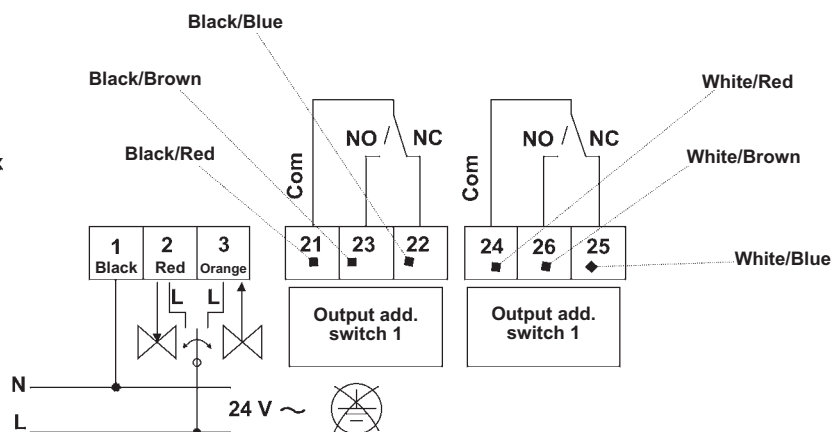 Black/Blue
Black/Brown
White/Red
Black/Red
White/Brown
x
Com
NO / NC
Com
NO / NC
1 2 3
Black Red Orange
21 23 22
24 26 25
White/Blue
L L
Output add.
switch 1
Output add.
switch 1
N
24 V ~
L